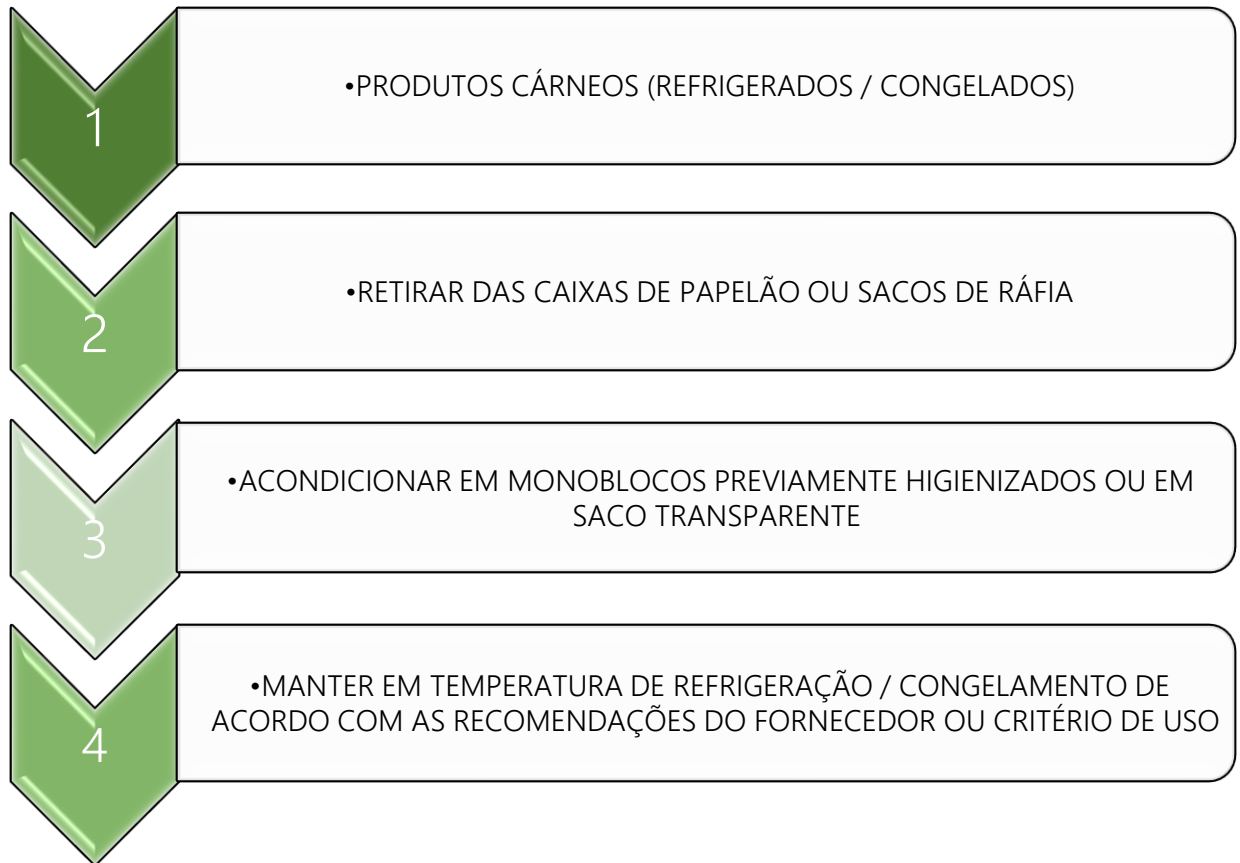 1
•PRODUTOS CÁRNEOS (REFRIGERADOS / CONGELADOS)
2
•RETIRAR DAS CAIXAS DE PAPELÃO OU SACOS DE RÁFIA
3
•ACONDICIONAR EM MONOBLOCOS PREVIAMENTE HIGIENIZADOS OU EM
SACO TRANSPARENTE
4
•MANTER EM TEMPERATURA DE REFRIGERAÇÃO / CONGELAMENTO DE
ACORDO COM AS RECOMENDAÇÕES DO FORNECEDOR OU CRITÉRIO DE USO